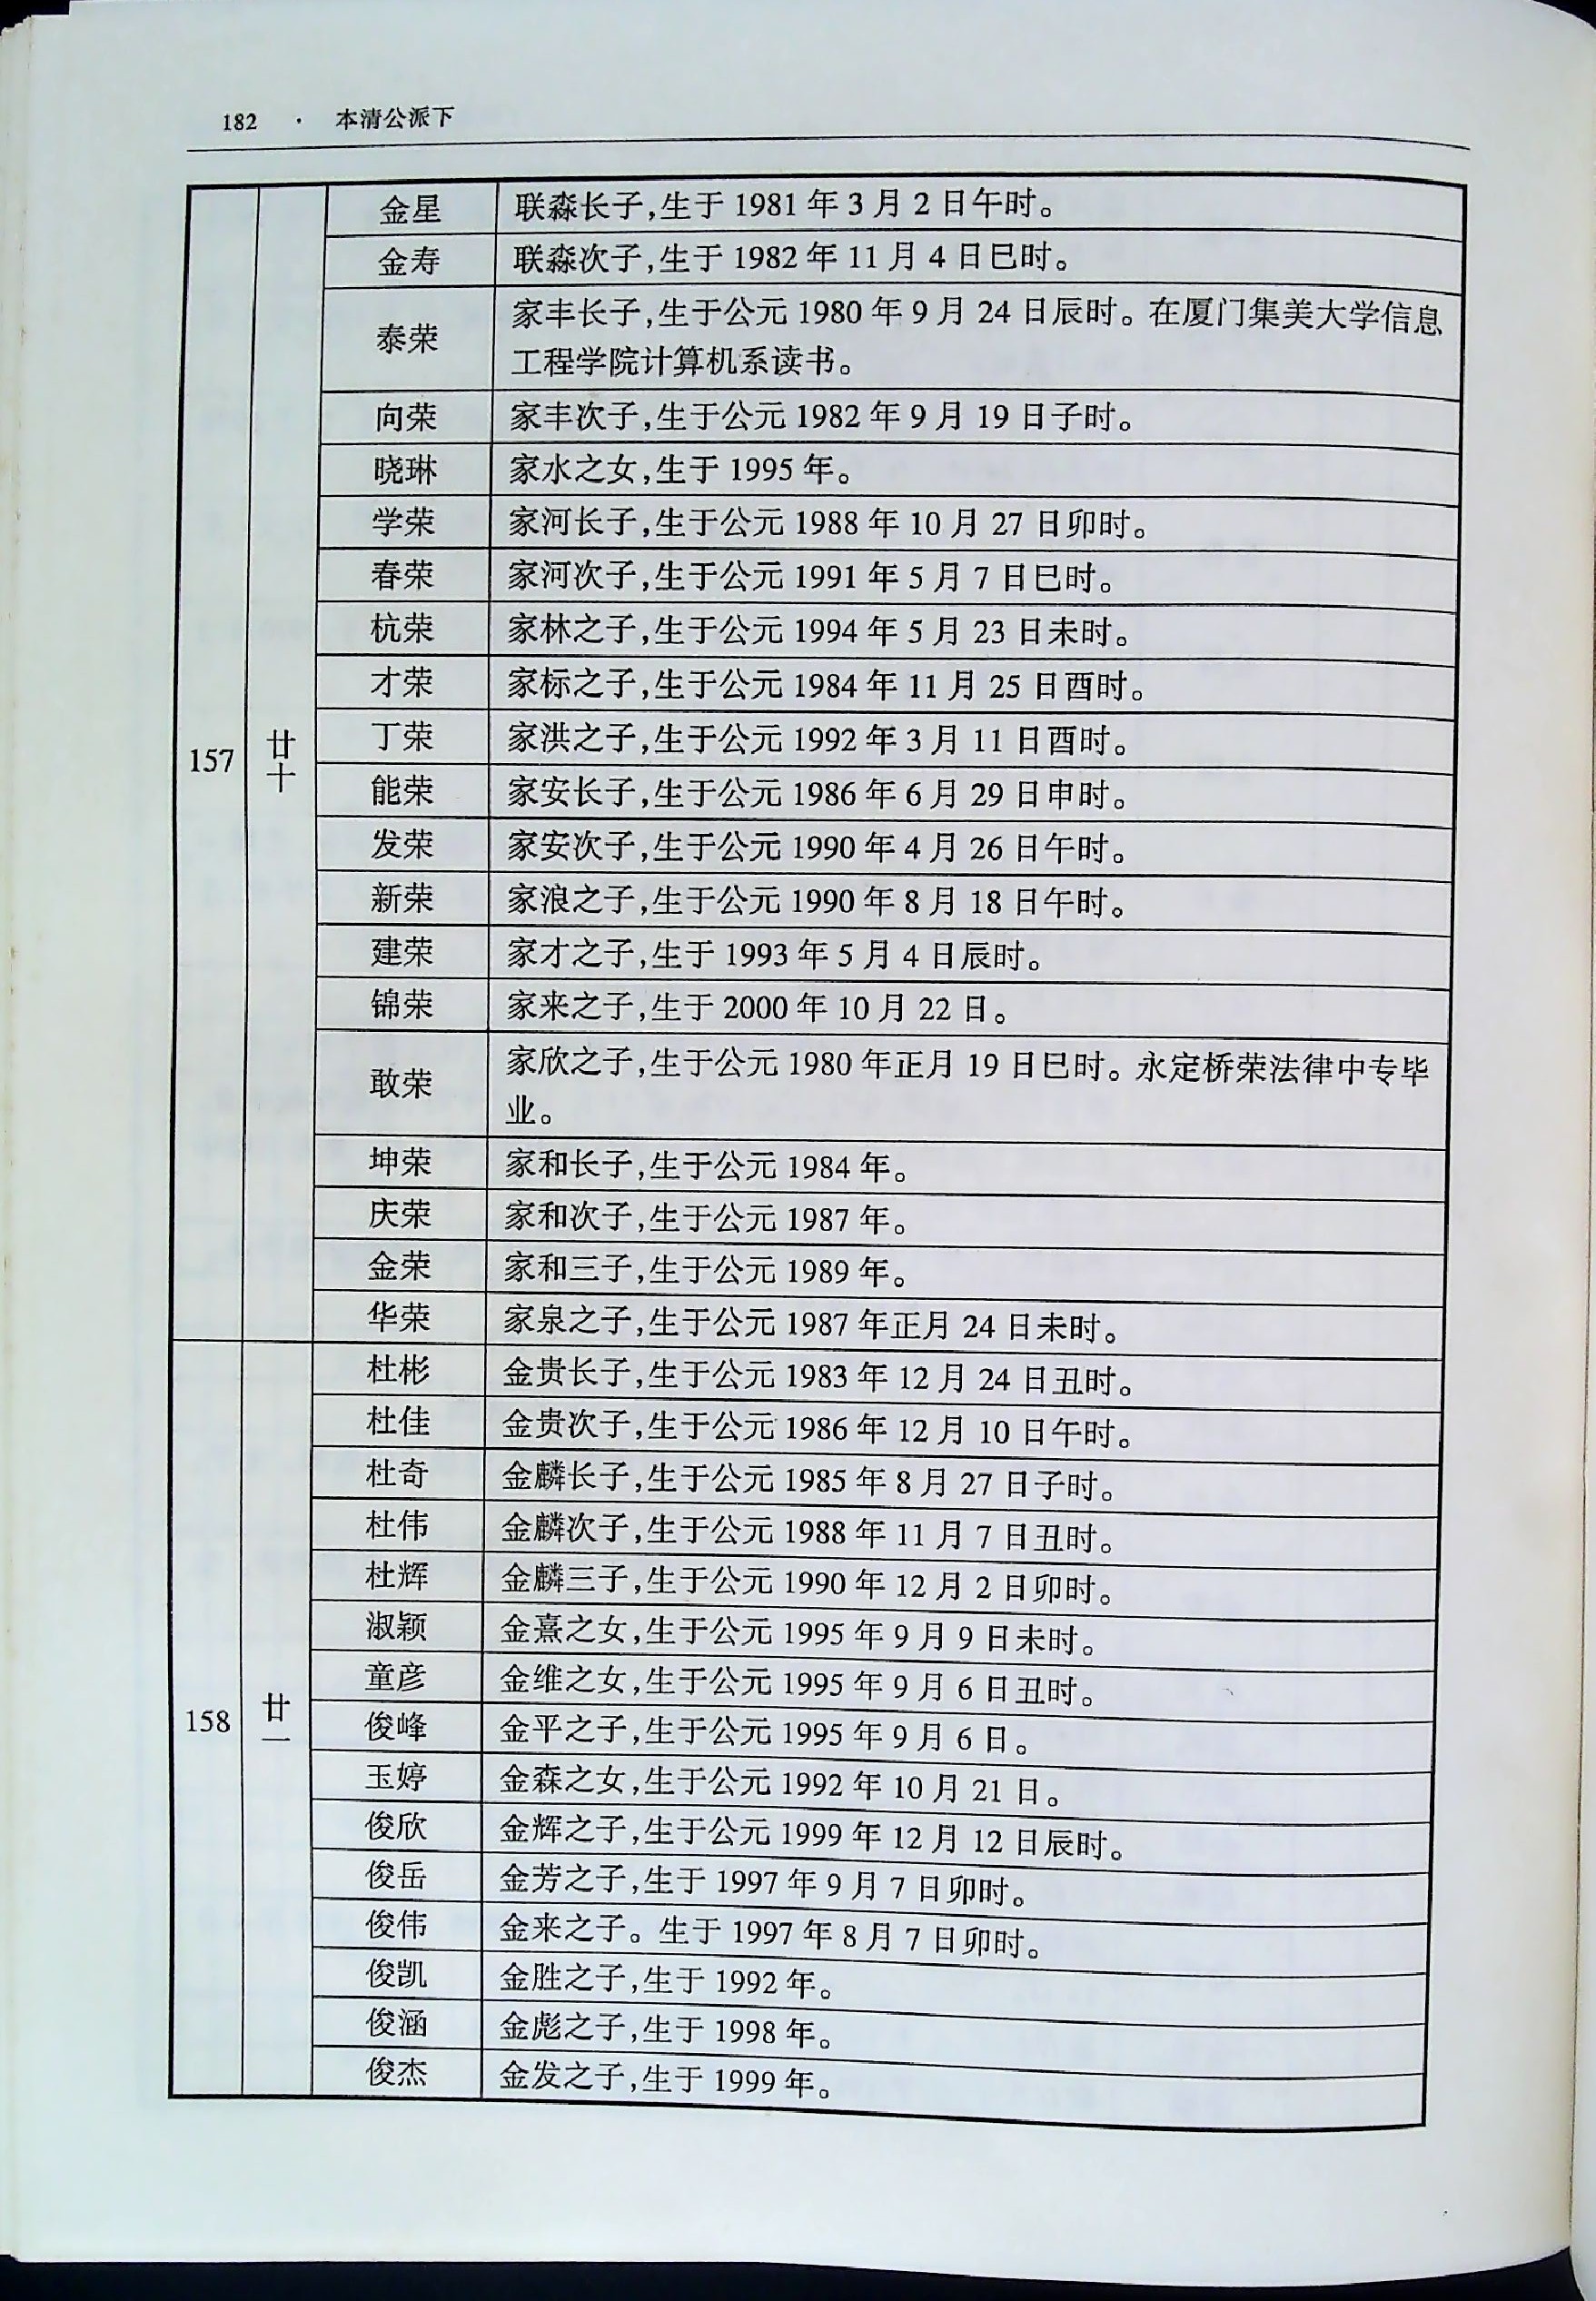 182 · 本清公派下
金星 联淼长子,生于 1981 年 3 月 2 日午时。
金寿 联淼次子,生于 1982 年 11 月 4 日巳时。
泰荣 家丰长子,生于公元 1980 年 9 月 24 日辰时。在厦门集美大学信息
工程学院计算机系读书。
向荣 家丰次子,生于公元 1982 年 9 月 19 日子时。
晓琳 家水之女,生于 1995 年。
学荣 家河长子,生于公元 1988 年 10 月 27 日卯时。
春荣 家河次子,生于公元 1991 年 5 月 7 日巳时。
杭荣 家林之子,生于公元 1994 年 5 月 23 日未时。
才荣 家标之子,生于公元 1984 年 11 月 25 日酉时。
157 廿十 丁荣 家洪之子,生于公元 1992 年 3 月 11 日酉时。
能荣 家安长子,生于公元 1986 年 6 月 29 日申时。
发荣 家安次子,生于公元 1990 年 4 月 26 日午时。
新荣 家浪之子,生于公元 1990 年 8 月 18 日午时。
建荣 家才之子,生于 1993 年 5 月 4 日辰时。
锦荣 家来之子,生于 2000 年 10 月 22 日。
敢荣 家欣之子,生于公元 1980 年正月 19 日巳时。永定桥荣法律中专毕
业。
坤荣 家和长子,生于公元 1984 年。
庆荣 家和次子,生于公元 1987 年。
金荣 家和三子,生于公元 1989 年。
华荣 家泉之子,生于公元 1987 年正月 24 日未时。
杜彬 金贵长子,生于公元 1983 年 12 月 24 日丑时。
杜佳 金贵次子,生于公元 1986 年 12 月 10 日午时。
杜奇 金麟长子,生于公元 1985 年 8 月 27 日子时。
杜伟 金麟次子,生于公元 1988 年 11 月 7 日丑时。
杜辉 金麟三子,生于公元 1990 年 12 月 2 日卯时。
淑颖 金熹之女,生于公元 1995 年 9 月 9 日未时。
童彦 金维之女,生于公元 1995 年 9 月 6 日丑时。
158 廿一 俊峰 金平之子,生于公元 1995 年 9 月 6 日。
玉婷 金森之女,生于公元 1992 年 10 月 21 日。
俊欣 金辉之子,生于公元 1999 年 12 月 12 日辰时。
俊岳 金芳之子,生于 1997 年 9 月 7 日卯时。
俊伟 金来之子。生于 1997 年 8 月 7 日卯时。
俊凯 金胜之子,生于 1992 年。
俊涵 金彪之子,生于 1998 年。
俊杰 金发之子,生于 1999 年。